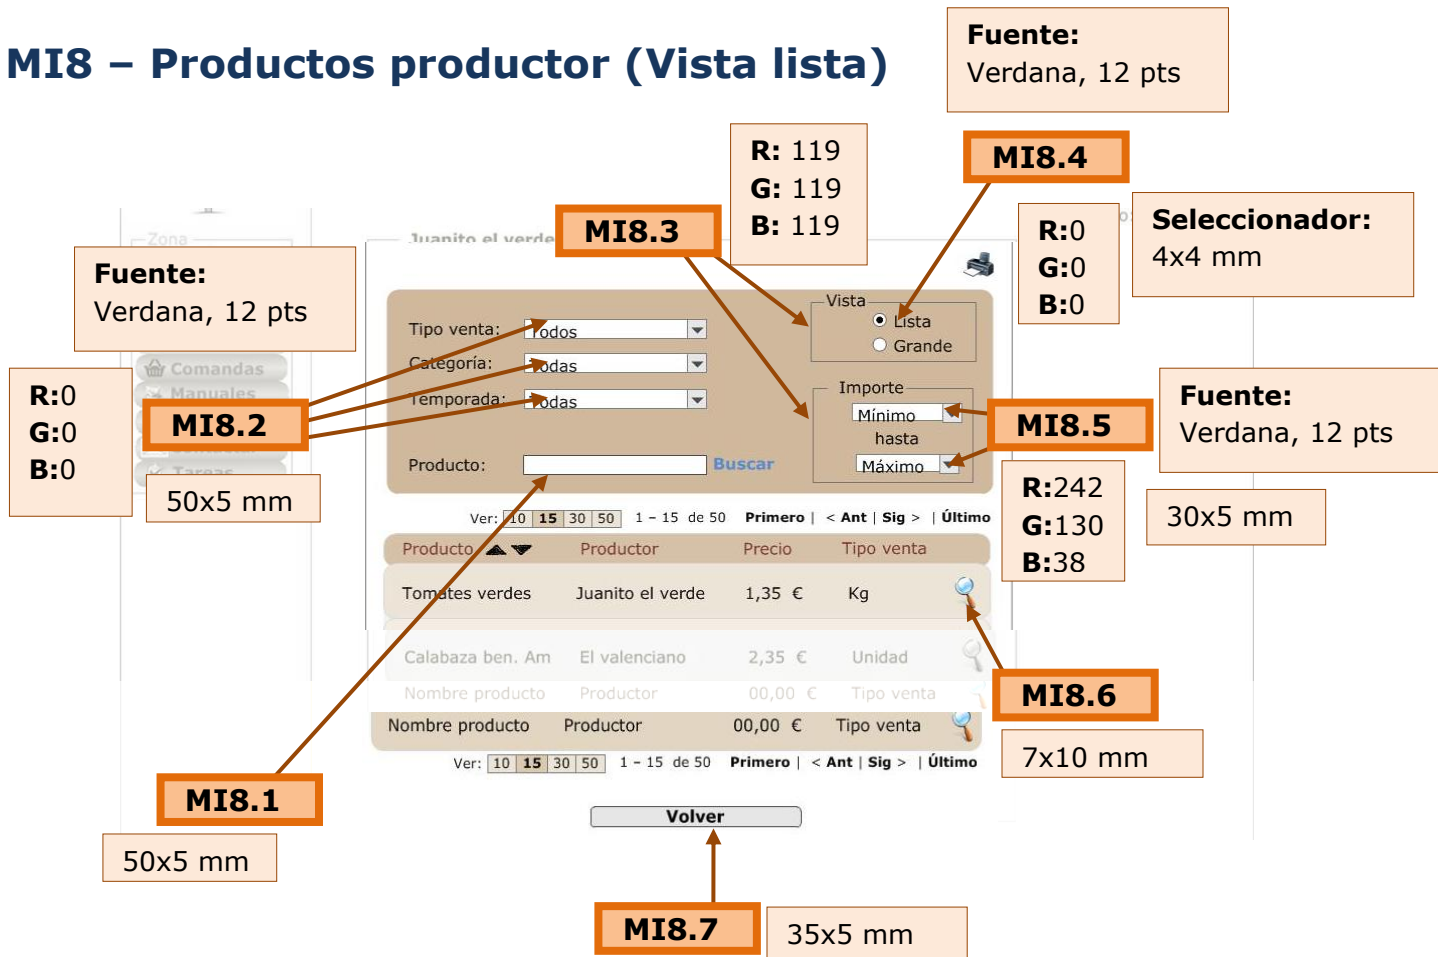 MI8 – Productos productor (Vista lista)
Fuente:
Verdana, 12 pts
R: 119
G: 119
B: 119
MI8.4
MI8.3
R:0
G:0
B:0
Seleccionador:
4x4 mm
Zona
Juanito el verde
Fuente:
Verdana, 12 pts
Vista
Lista
Grande
Tipo venta: Todos
Categoría: Todas
Temporada: Todas
Comandas
Manuales
Tareas
R:0
G:0
B:0
MI8.2
50x5 mm
Importe
Mínimo
hasta
Máximo
MI8.5
Fuente:
Verdana, 12 pts
Producto: Buscar
R:242
G:130
B:38
30x5 mm
Ver: 10 15 30 50 1 – 15 de 50 Primero | < Ant | Sig > | Último
Producto Productor Precio Tipo venta
Tomates verdes Juanito el verde 1,35 € Kg
Calabaza ben. Am El valenciano 2,35 € Unidad
Nombre producto Productor 00,00 € Tipo venta
Nombre producto Productor 00,00 € Tipo venta
MI8.6
7x10 mm
Ver: 10 15 30 50 1 – 15 de 50 Primero | < Ant | Sig > | Último
MI8.1
50x5 mm
Volver
MI8.7
35x5 mm